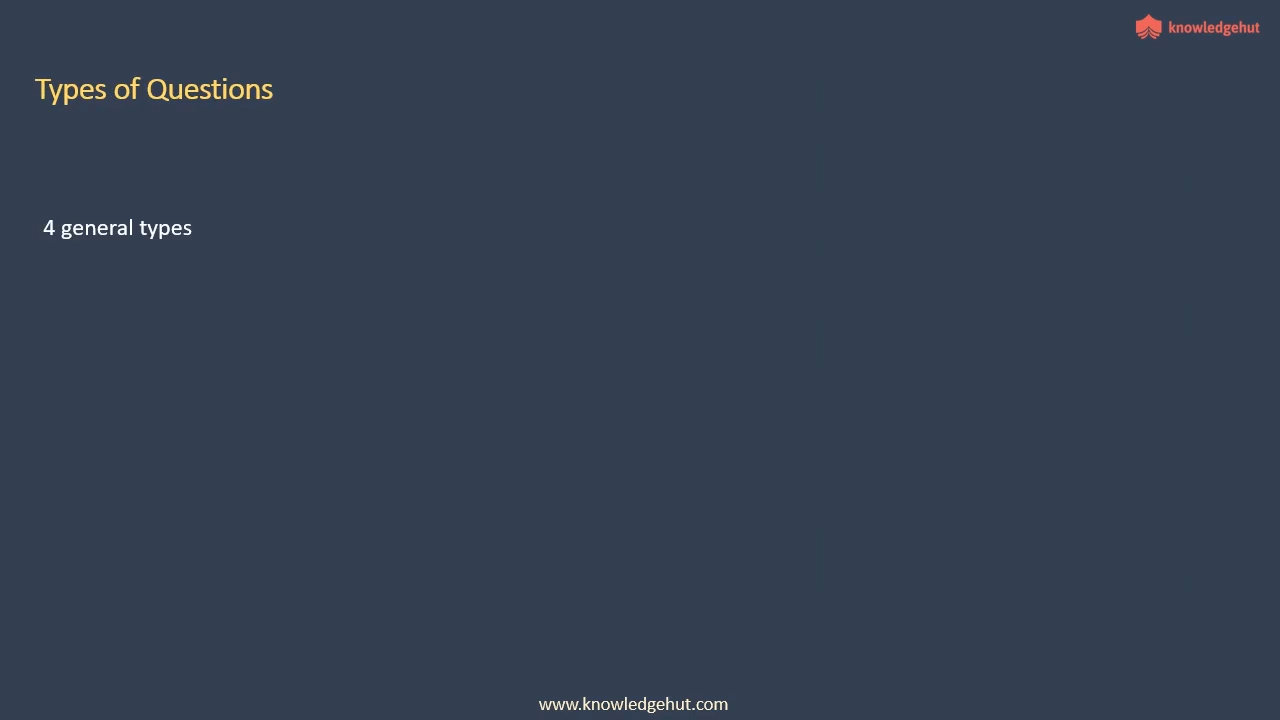 knowledgehut
Types of Questions
4 general types
www.knowledgehut.com